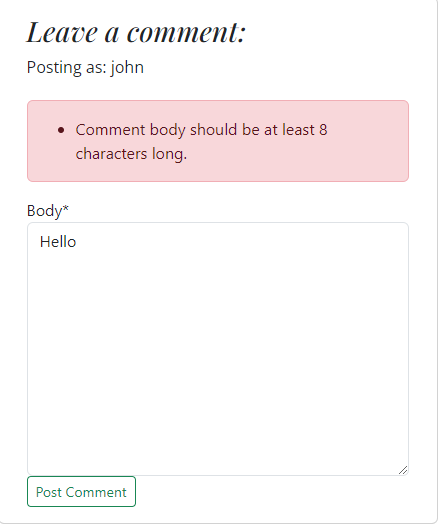 Leave a comment:
Posting as: john
• Comment body should be at least 8
characters long.
Body*
Hello
Post Comment